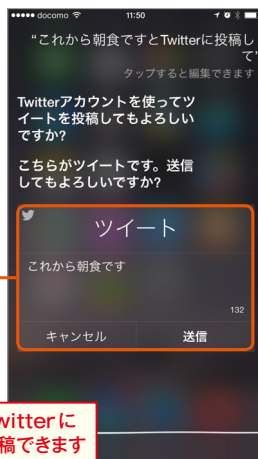 docomo 11:50
“これから朝食ですとTwitterに投稿し
て”
タップすると編集できます
Twitterアカウントを使ってツ
イートを投稿してもよろしい
ですか?
こちらがツイートです。送信
してもよろしいですか?
ツイート
これから朝食です
132
キャンセル 送信
witterに
稿できます